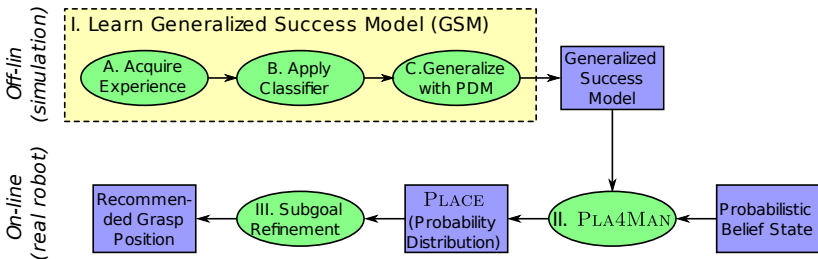 Off-lin
(simulation)
I. Learn Generalized Success Model (GSM)
A. Acquire
Experience
B. Apply
Classifier
C.Generalize
with PDM
Generalized
Success
Model
On-line
(real robot)
Recommen-
ded Grasp
Position
III. Subgoal
Refinement
PLACE
(Probability
Distribution)
II. PLA4MAN
Probabilistic
Belief State